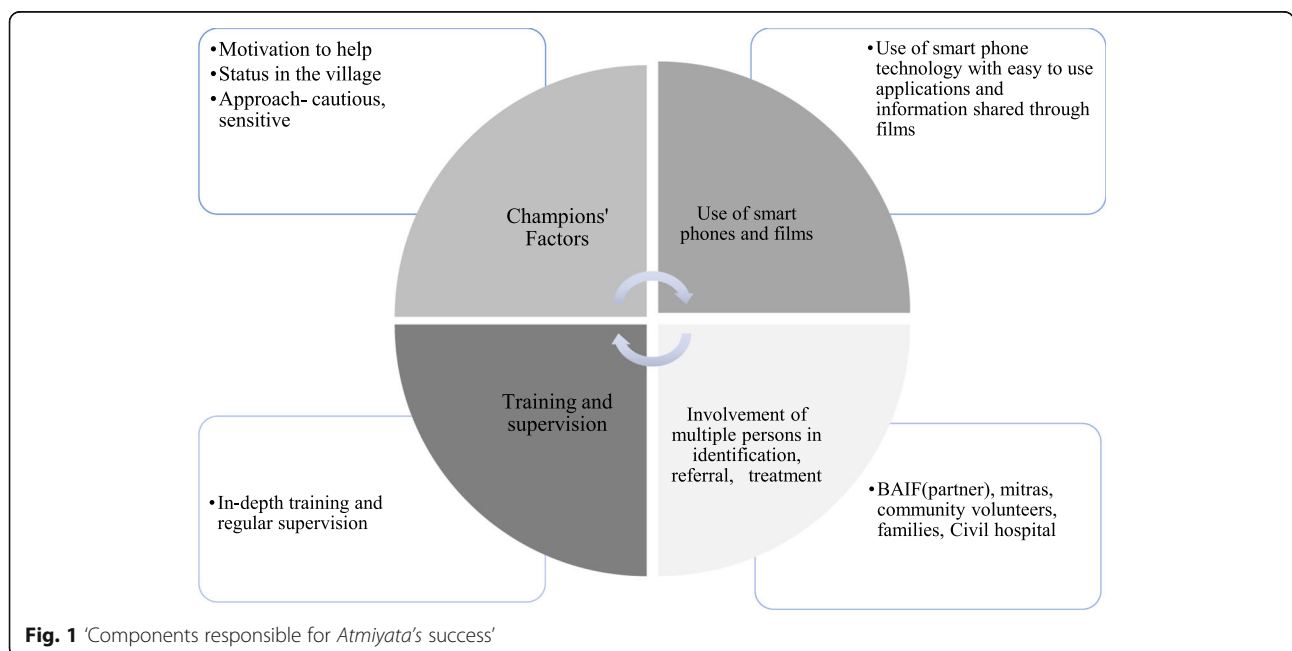 •Motivation to help
•Status in the village
•Approach- cautious,
sensitive
•Use of smart phone
technology with easy to use
applications and
information shared through
films
Champions'
Factors
Use of smart
phones and films
Training and
supervision
Involvement of
multiple persons in
identification,
referral, treatment
•In-depth training and
regular supervision
•BAIF(partner), mitras,
community volunteers,
families, Civil hospital
Fig. 1 ‘Components responsible for Atmiyata’s success’